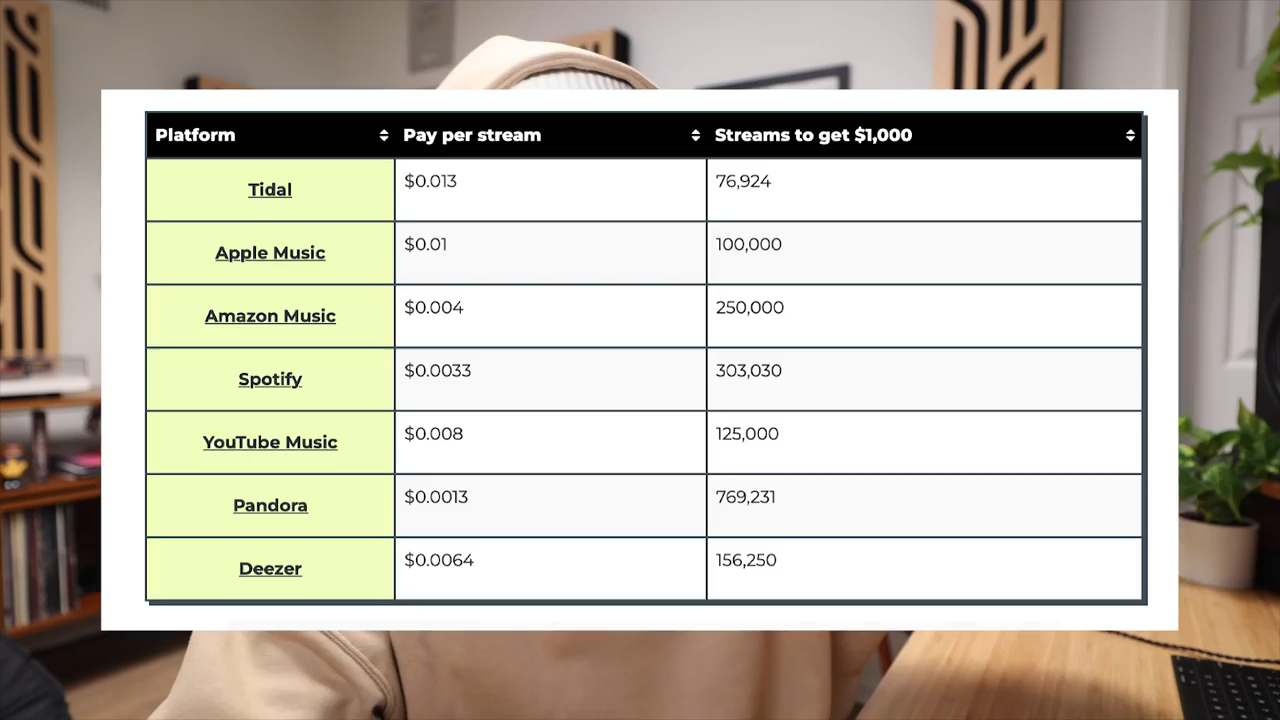 Platform Pay per stream Streams to get $1,000
Tidal $0.013 76,924
Apple Music $0.01 100,000
Amazon Music $0.004 250,000
Spotify $0.0033 303,030
YouTube Music $0.008 125,000
Pandora $0.0013 769,231
Deezer $0.0064 156,250